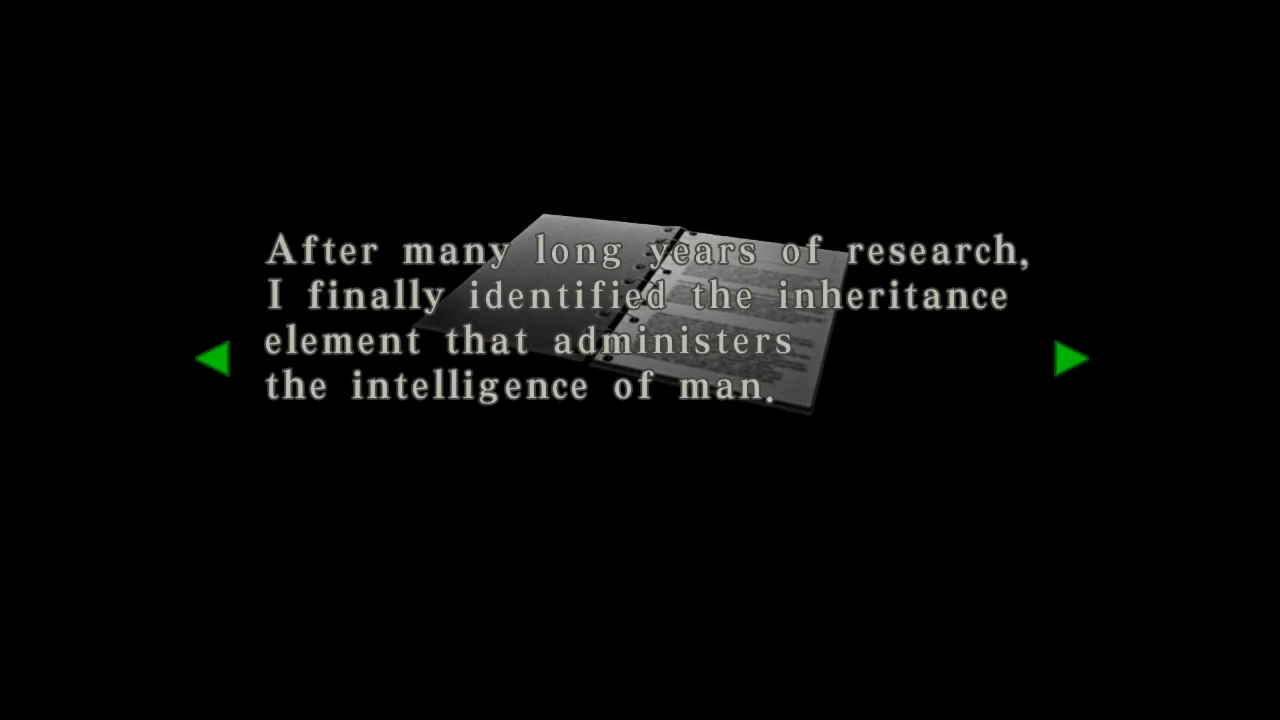 After many long years of research,
I finally identified the inheritance
element that administers
the intelligence of man.